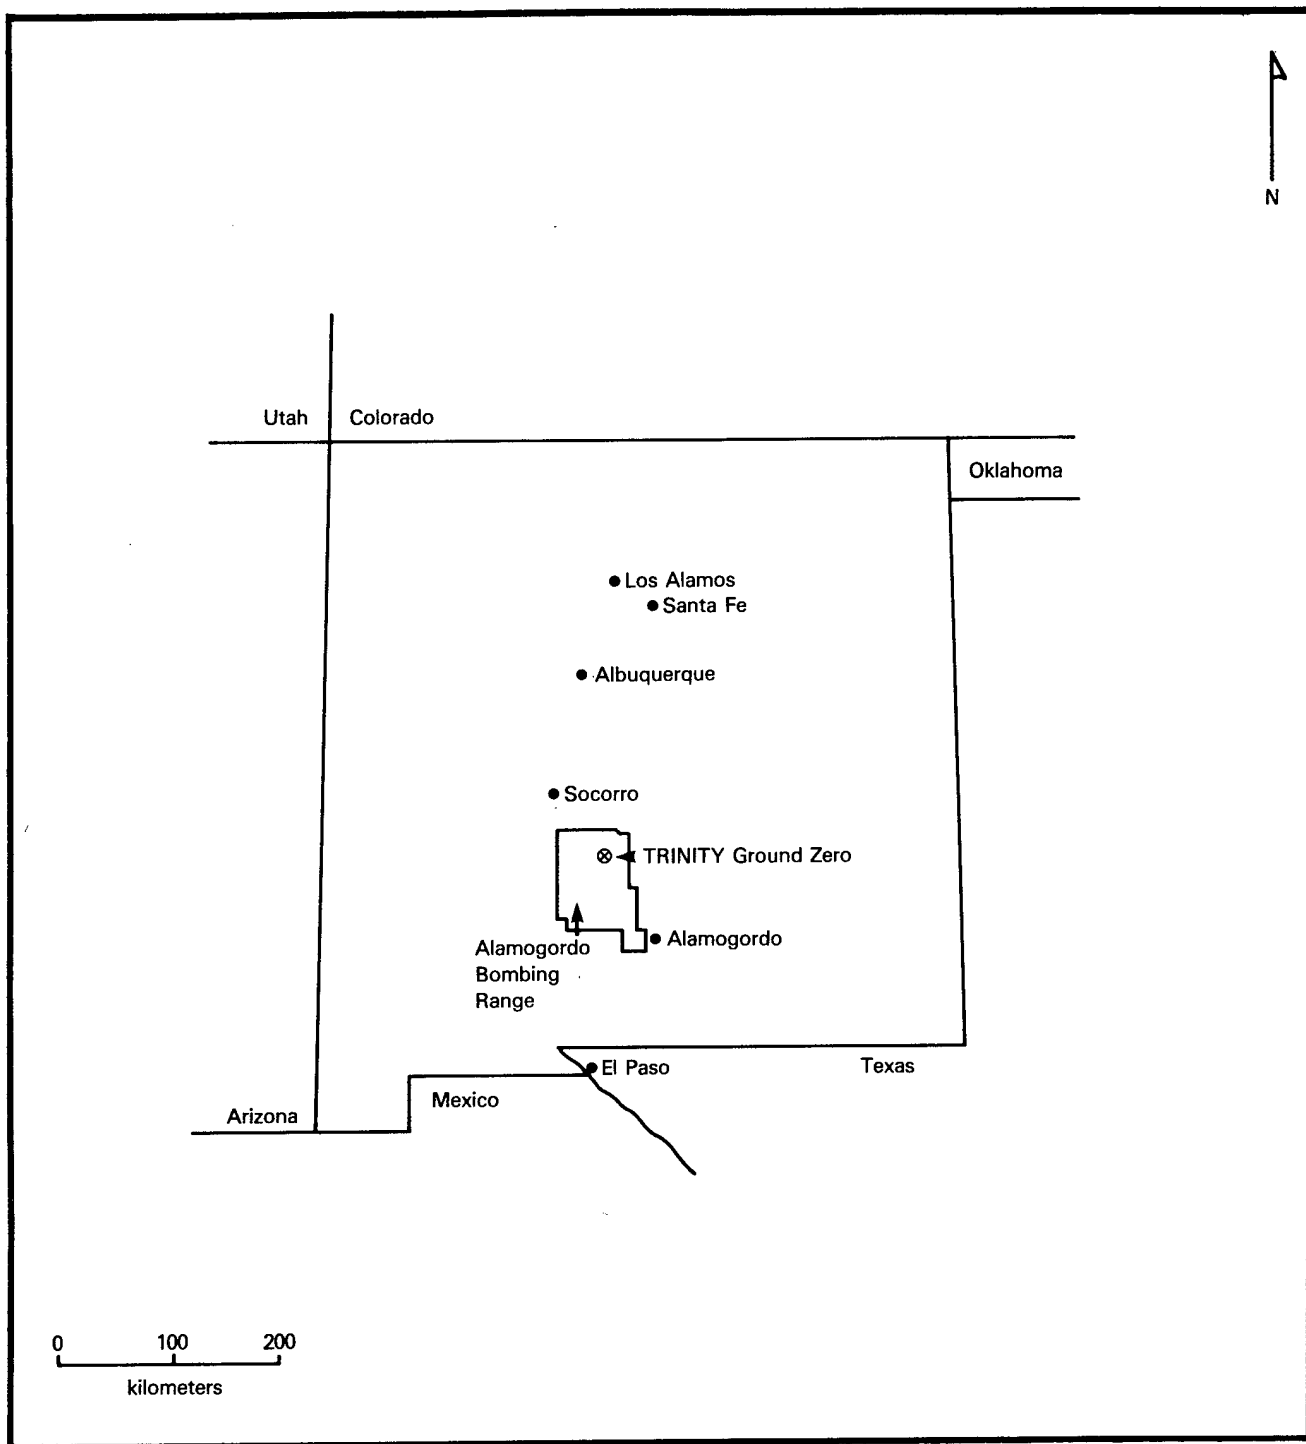 N
Utah
Colorado
Oklahoma
Los Alamos
Santa Fe
Albuquerque
Socorro
TRINITY Ground Zero
Alamogordo
Alamogordo
Bombing
Range
El Paso
Texas
Mexico
Arizona
0 100 200
kilometers